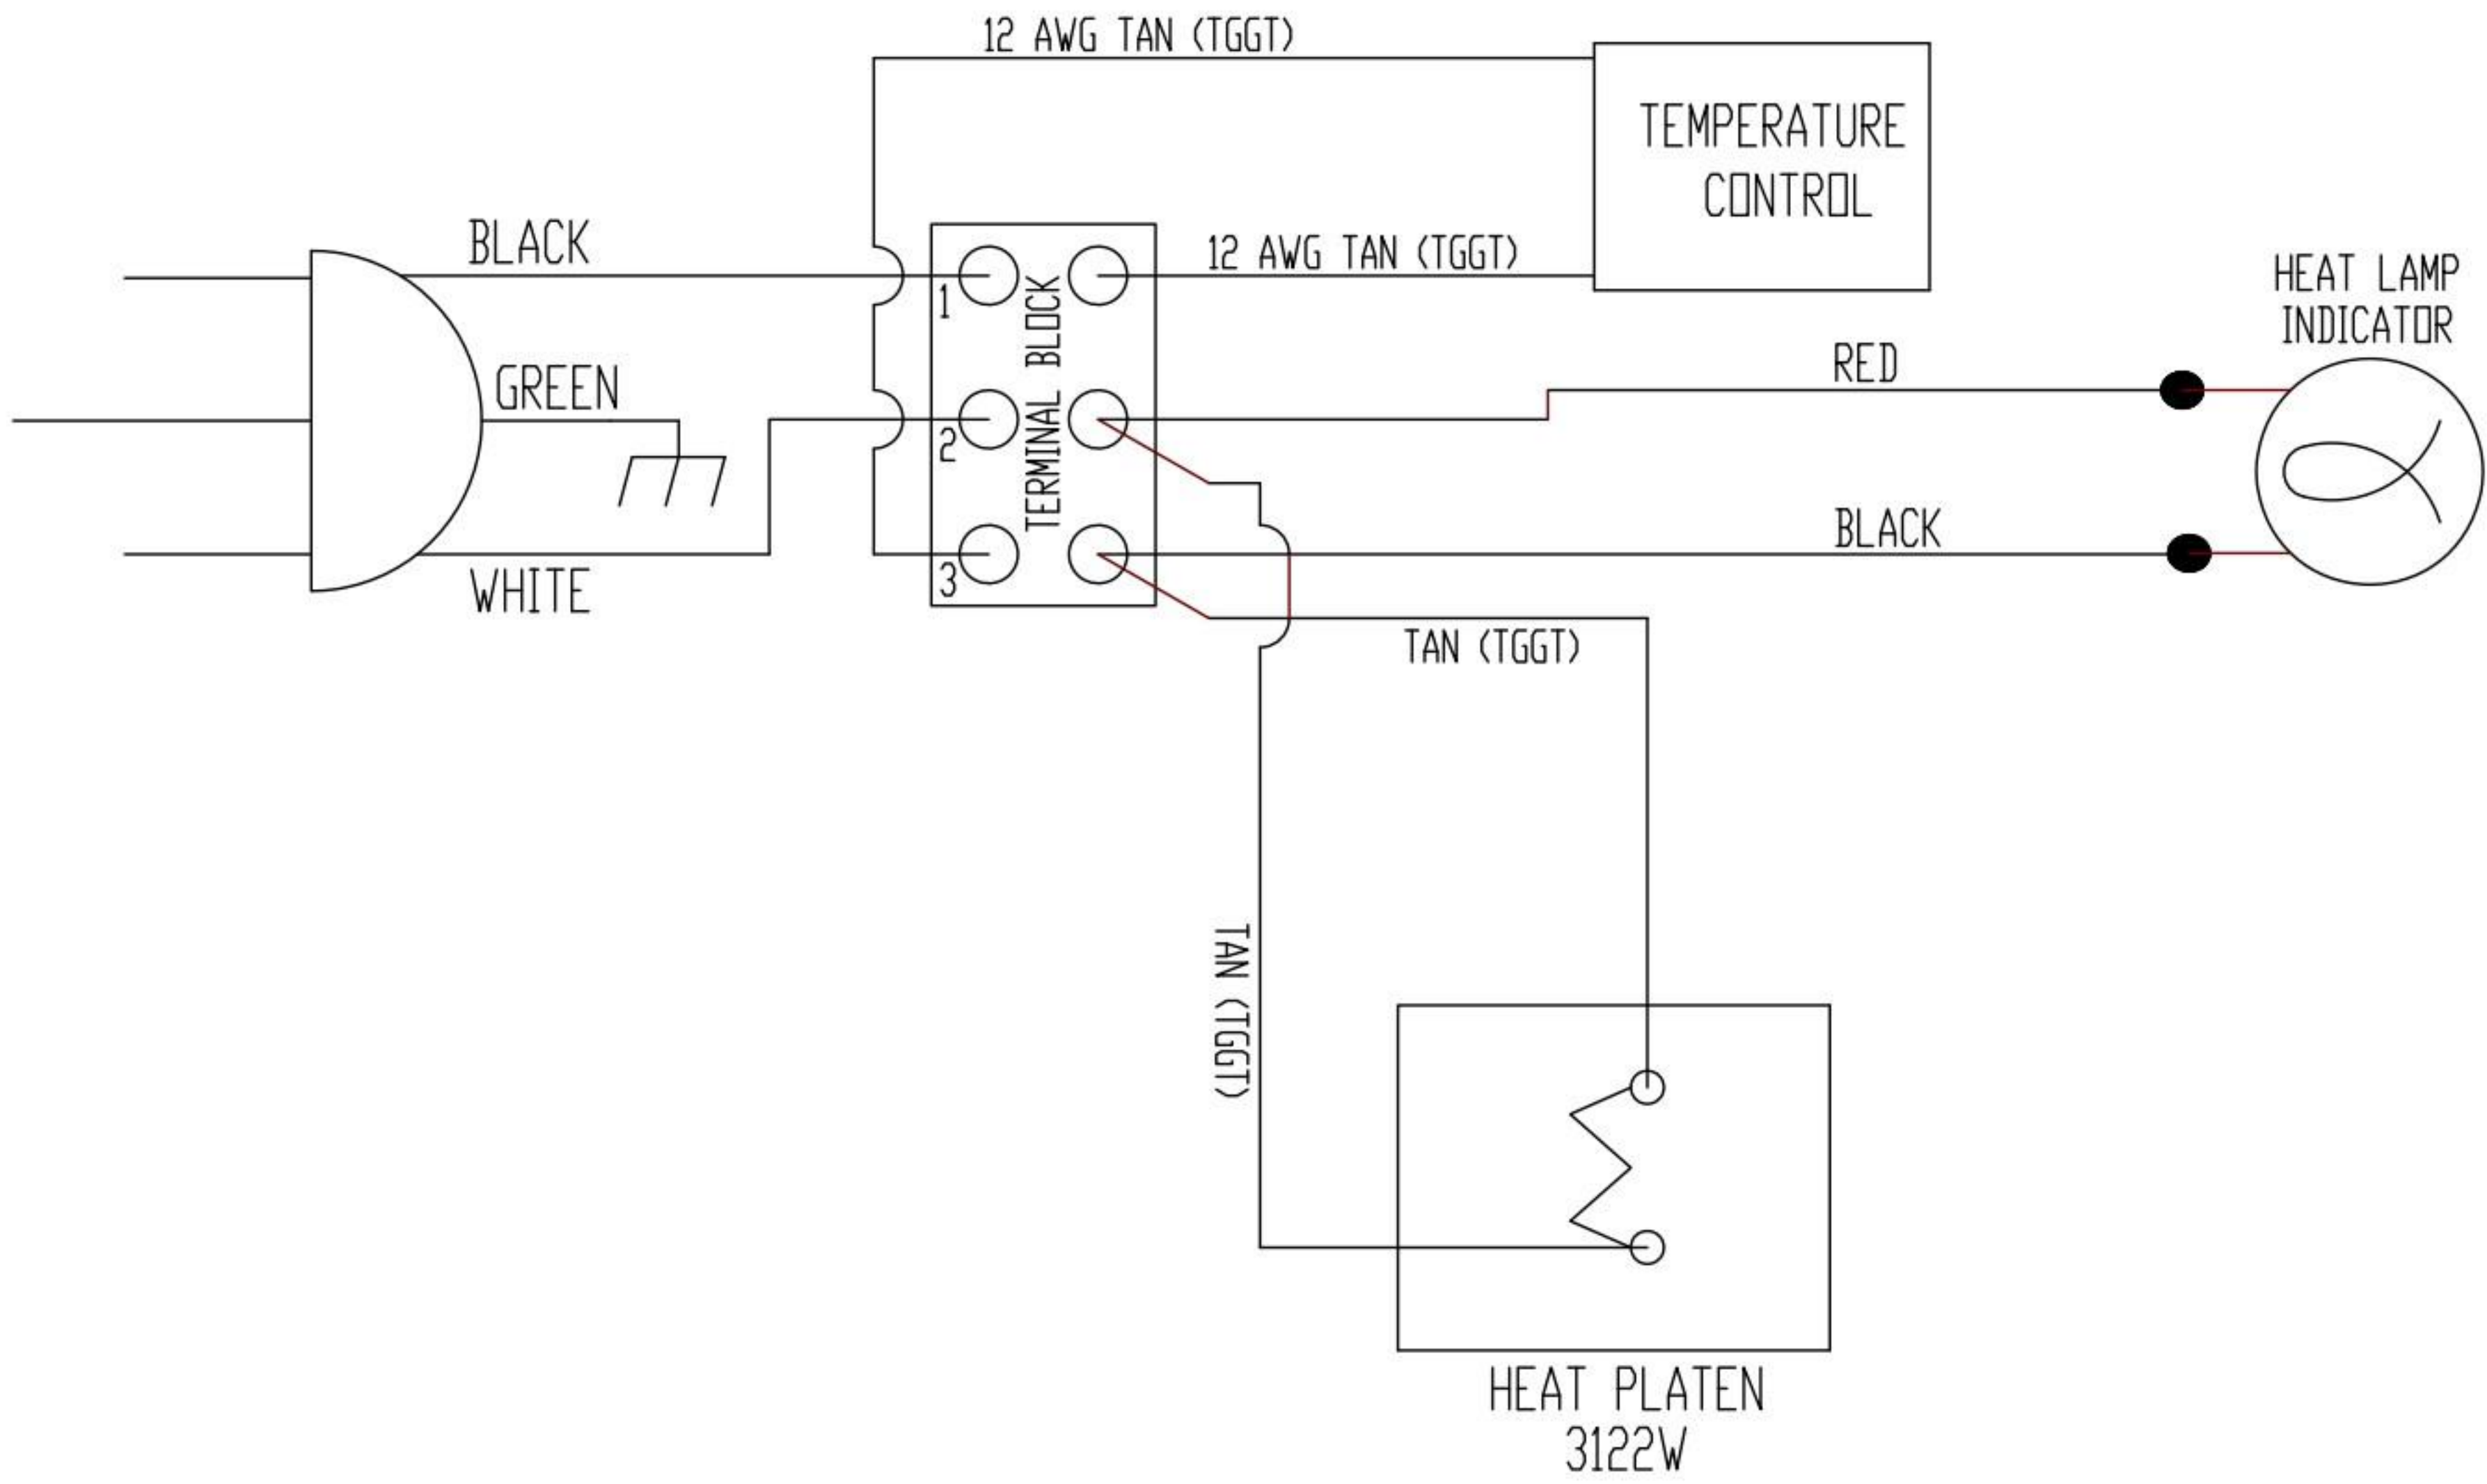 12 AWG TAN (TGGT)
TEMPERATURE
CONTROL
BLACK
12 AWG TAN (TGGT)
HEAT LAMP
INDICATOR
1
TERMINAL BLOCK
RED
GREEN
2
BLACK
3
WHITE
TAN (TGGT)
TAN (TGGT)
HEAT PLATEN
3122W